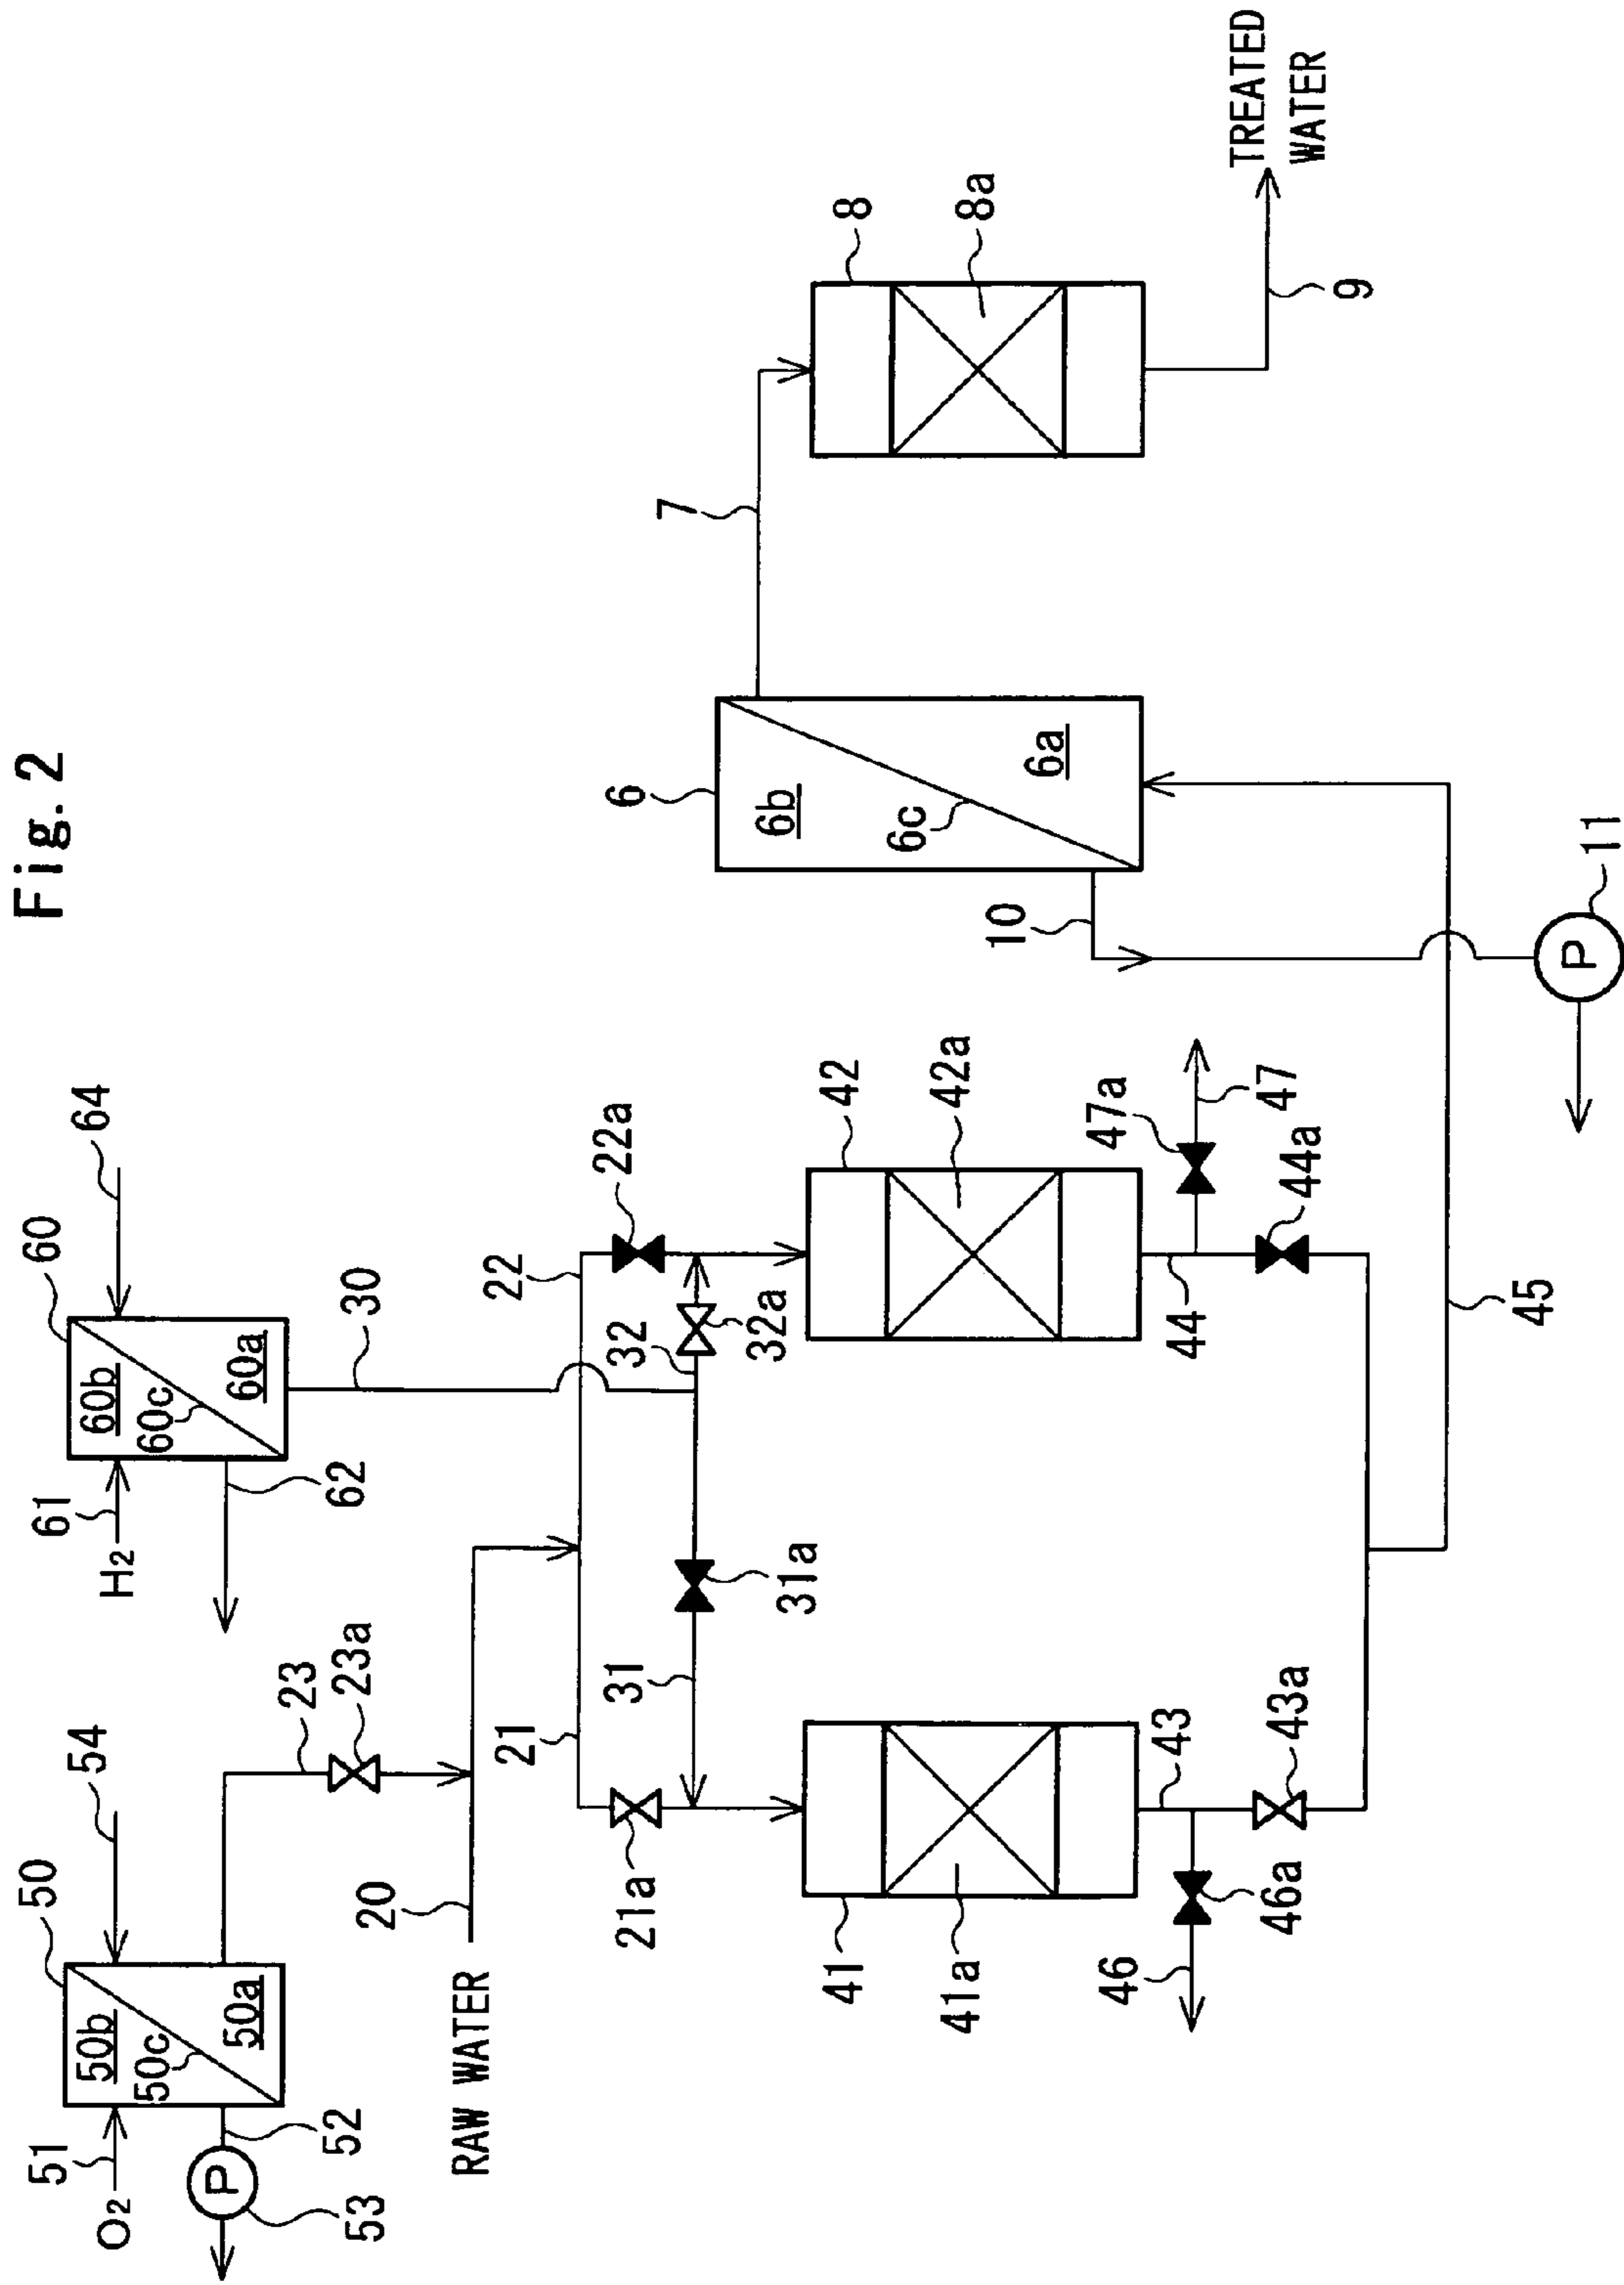 Fig. 2
O2
51
50
54
50b
50c
50a
P
52
53
23
23a
H2
61
60
64
60b
60c
60a
62
30
RAW WATER
20
21
22
21a
22a
31
31a
32
32a
41
41a
42
42a
43
43a
44
44a
45
46
46a
47
47a
6
6b
6c
6a
7
8
8a
9
10
P
11
TREATED
WATER